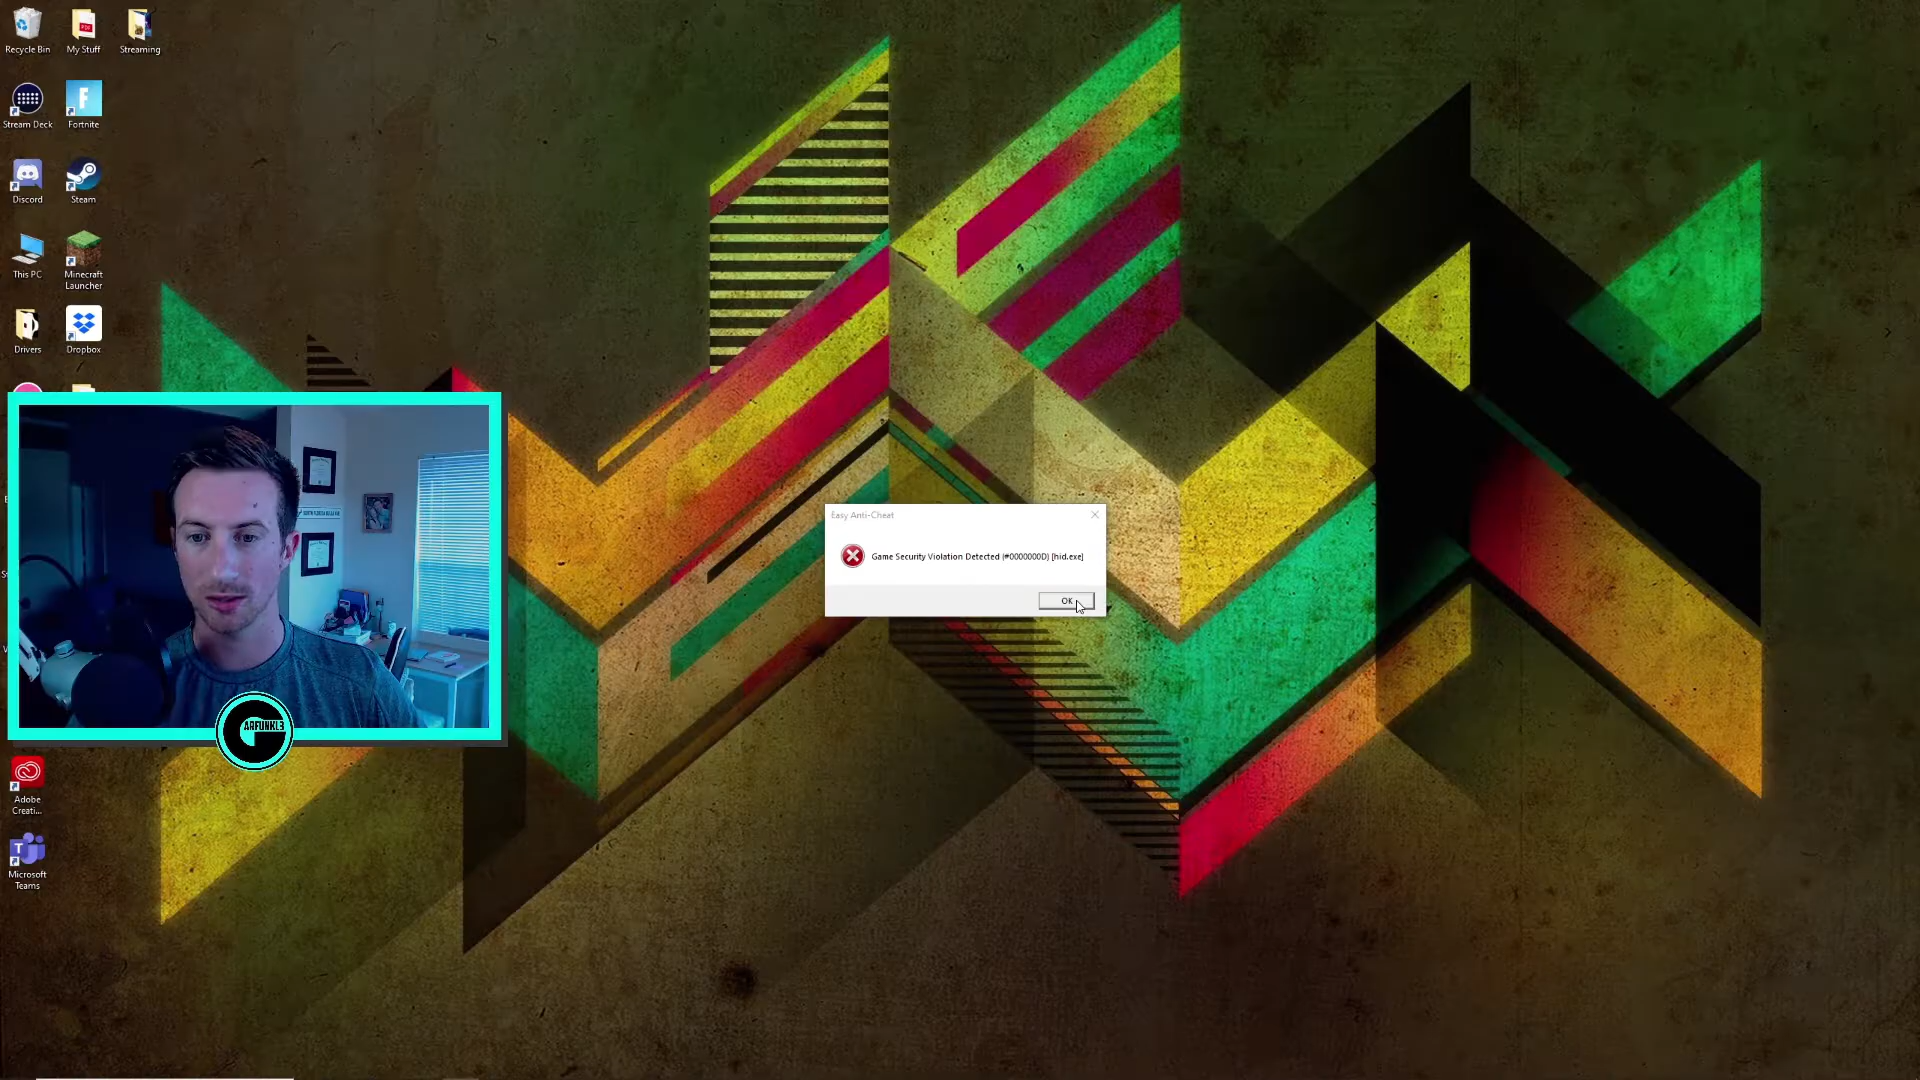 Recycle Bin
My Stuff
Streaming
Stream Deck
Fortnite
Discord
Steam
This PC
Minecraft
Launcher
Drivers
Dropbox
Easy Anti-Cheat
Game Security Violation Detected (#0000000D) [hid.exe]
OK
GARFUNKL3
Adobe
Creati...
Microsoft
Teams